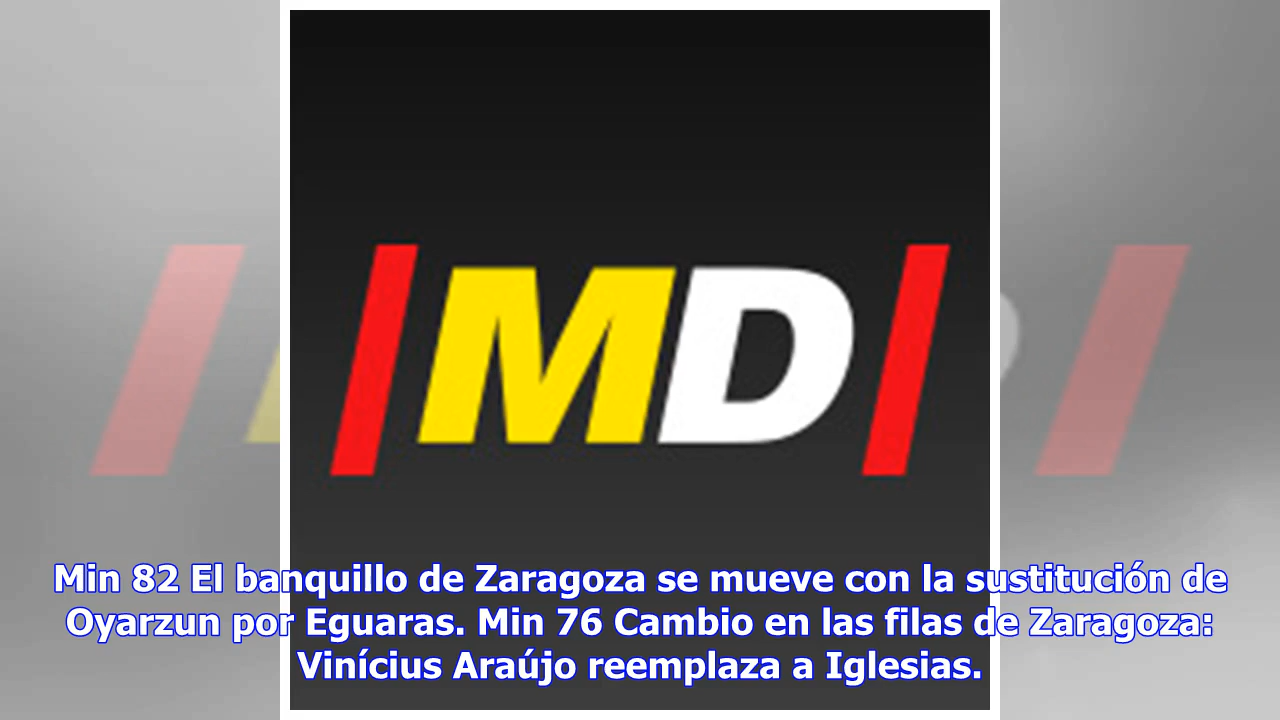 |MD|
Min 82 El banquillo de Zaragoza se mueve con la sustitución de
Oyarzun por Eguaras. Min 76 Cambio en las filas de Zaragoza:
Vinícius Araújo reemplaza a Iglesias.